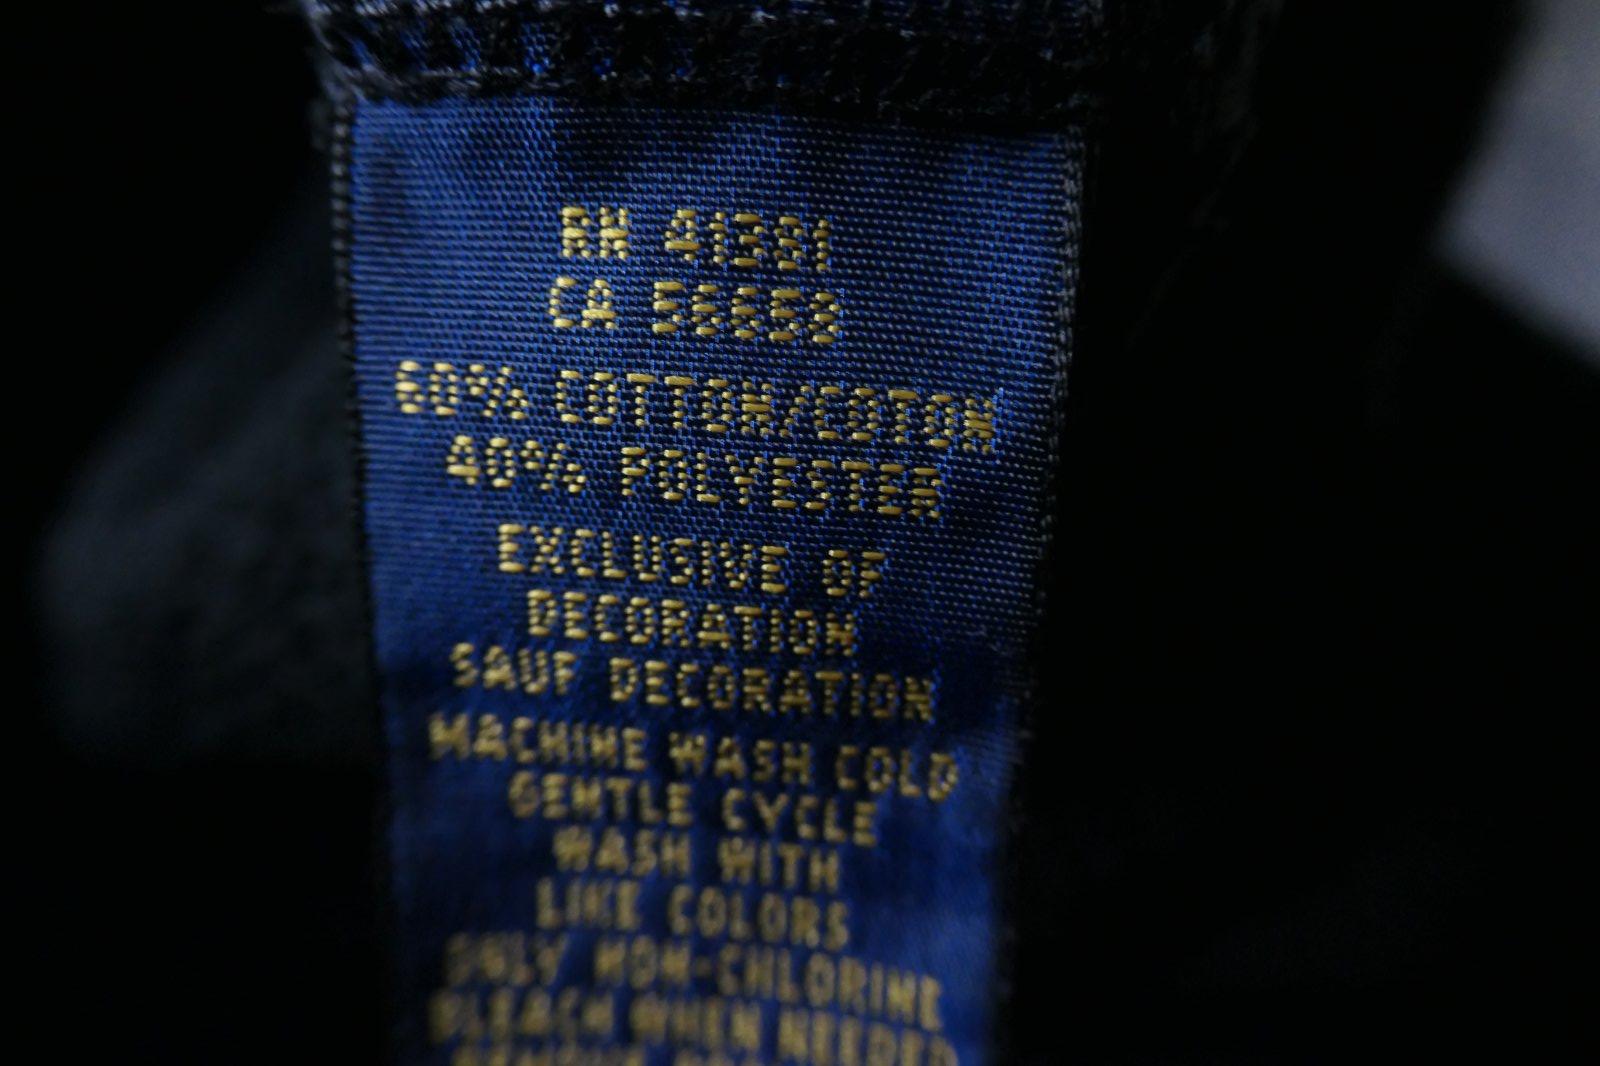 RN 41381
CA 56658
60% COTTON/COTON
40% POLYESTER
EXCLUSIVE OF
DECORATION
SAUF DECORATION
MACHINE WASH COLD
GENTLE CYCLE
WASH WITH
LIKE COLORS
ONLY NON-CHLORINE
BLEACH WHEN NEEDED